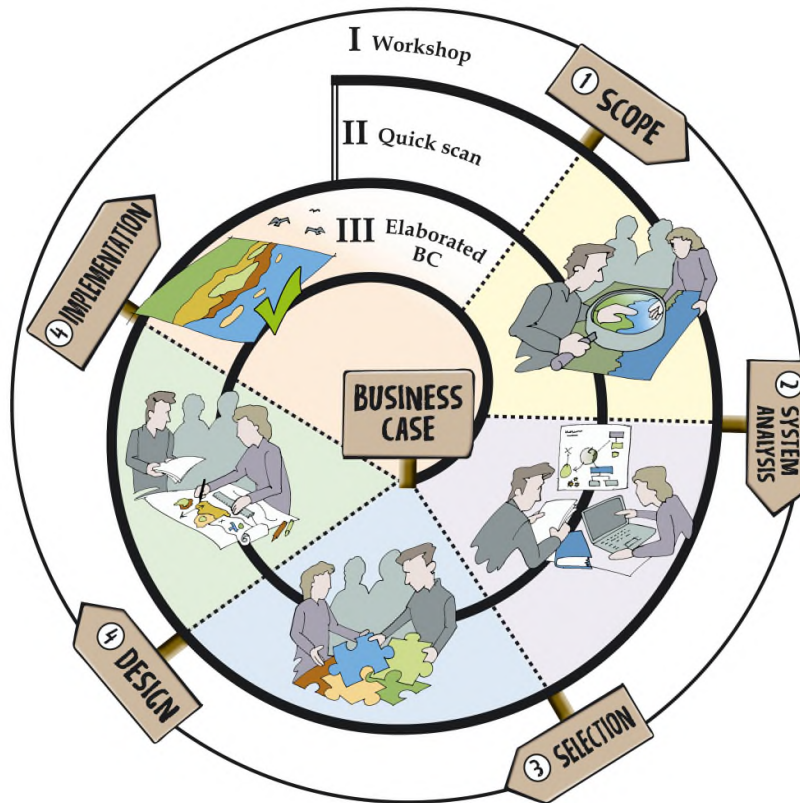 I Workshop
II Quick scan
III Elaborated
BC
① SCOPE
② SYSTEM
ANALYSIS
③ SELECTION
④ DESIGN
④ IMPLEMENTATION
BUSINESS
CASE